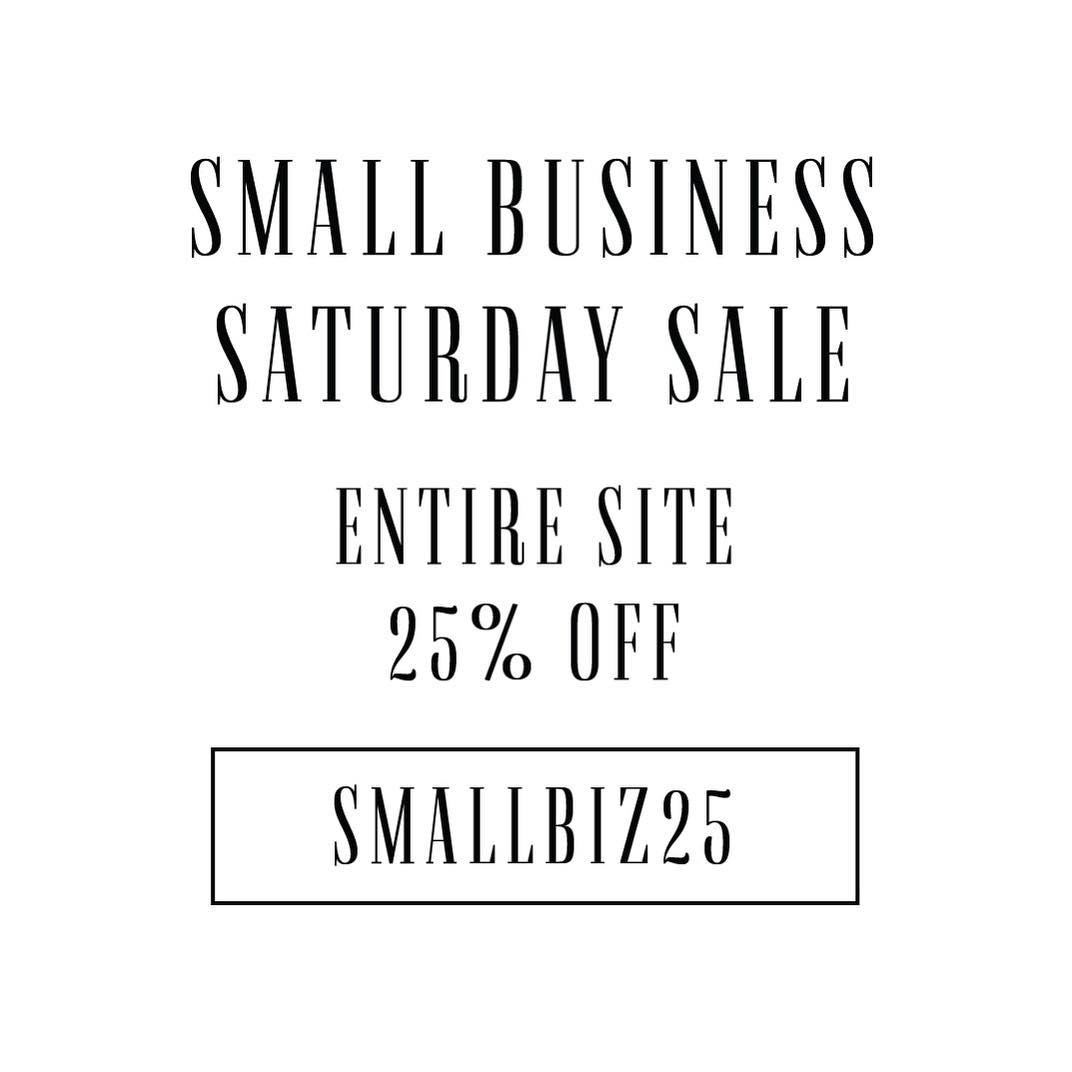 SMALL BUSINESS
SATURDAY SALE
ENTIRE SITE
25% OFF
SMALLBIZ25